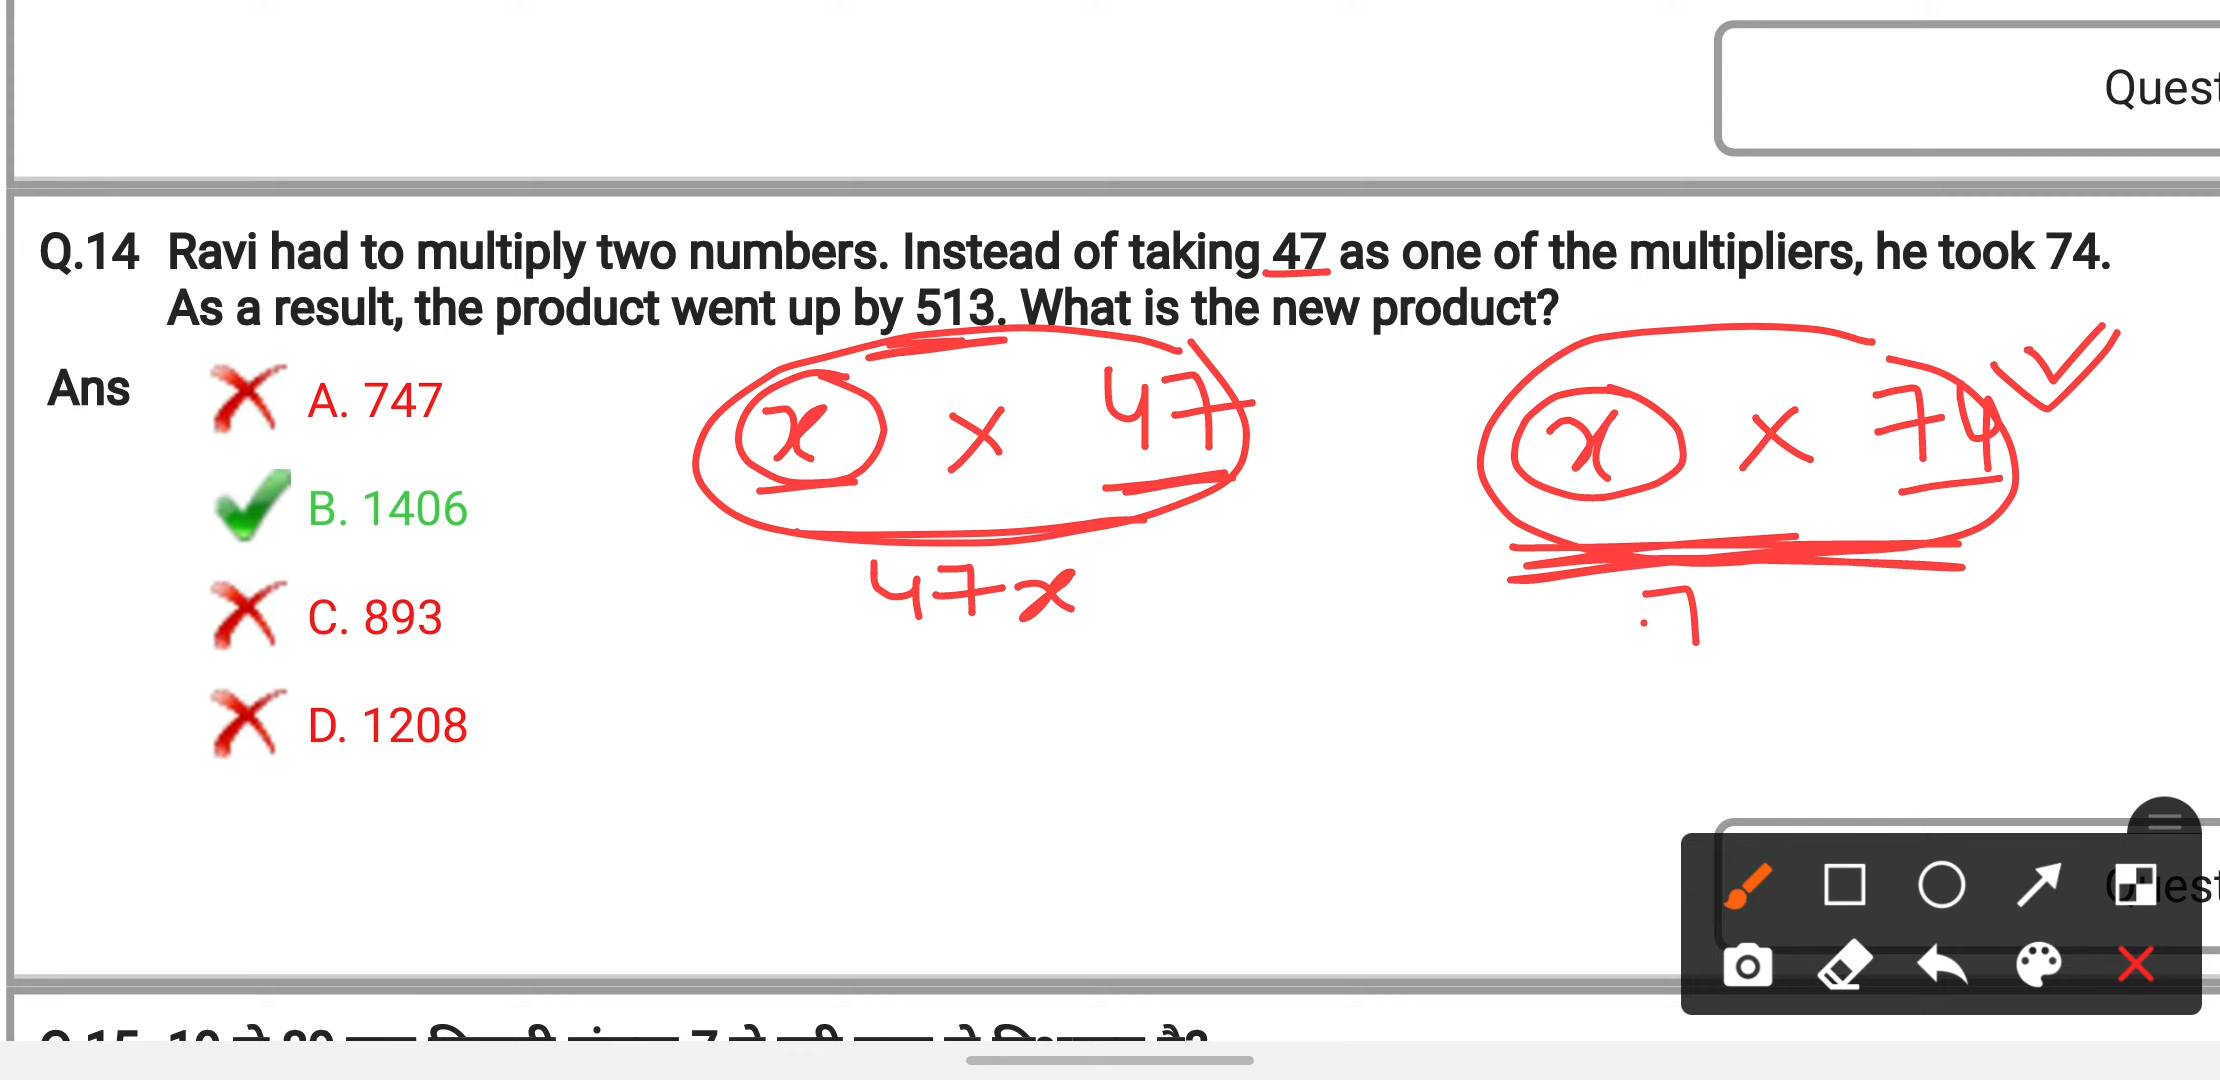 Quest
Q.14 Ravi had to multiply two numbers. Instead of taking 47 as one of the multipliers, he took 74.
As a result, the product went up by 513. What is the new product?
Ans
A. 747
B. 1406
C. 893
D. 1208
x × 47
x × 74
47x
?
Q.15